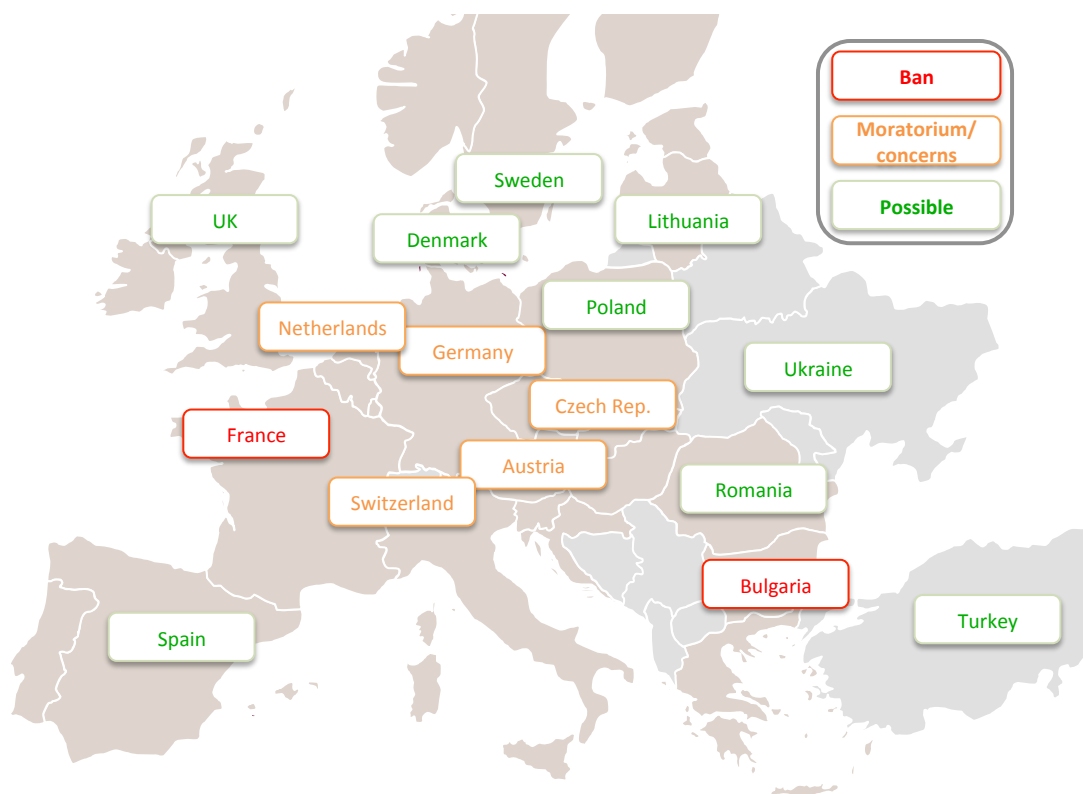 Ban
Moratorium/
concerns
Possible
Sweden
UK
Denmark
Lithuania
Netherlands
Poland
Germany
Ukraine
Czech Rep.
France
Austria
Switzerland
Romania
Bulgaria
Spain
Turkey